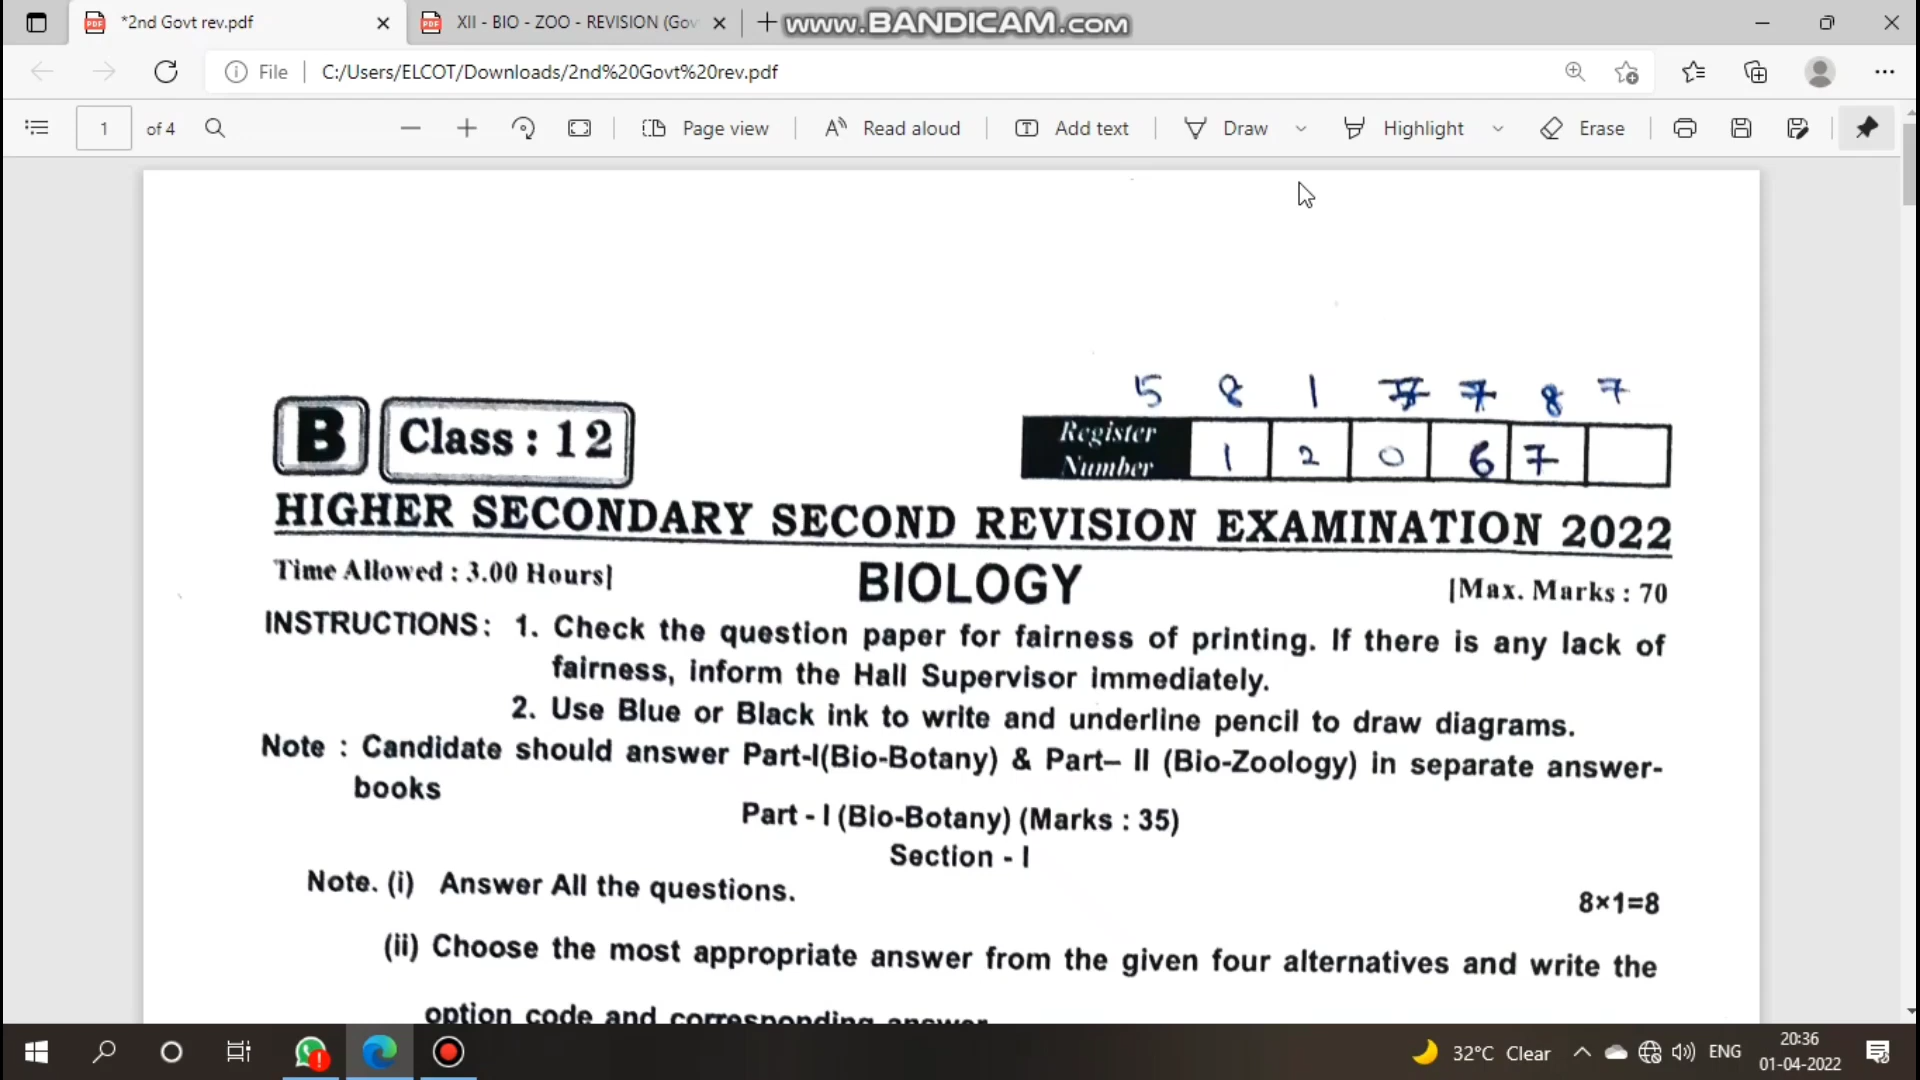 *2nd Govt rev.pdf
XII - BIO - ZOO - REVISION (Gov
www.BANDICAM.com
File
C:/Users/ELCOT/Downloads/2nd%20Govt%20rev.pdf
1 of 4
Page view
Read aloud
Add text
Draw
Highlight
Erase
5 8 1 7 7 8 7
B Class : 12
Register Number 1 2 0 6 7
HIGHER SECONDARY SECOND REVISION EXAMINATION 2022
Time Allowed : 3.00 Hours]
BIOLOGY
[Max. Marks : 70
INSTRUCTIONS: 1. Check the question paper for fairness of printing. If there is any lack of
fairness, inform the Hall Supervisor immediately.
2. Use Blue or Black ink to write and underline pencil to draw diagrams.
Note : Candidate should answer Part-I(Bio-Botany) & Part– II (Bio-Zoology) in separate answer-
books
Part - I (Bio-Botany) (Marks : 35)
Section - I
Note. (i) Answer All the questions. 8×1=8
(ii) Choose the most appropriate answer from the given four alternatives and write the
option code and corresponding answer
32°C Clear
ENG
20:36
01-04-2022